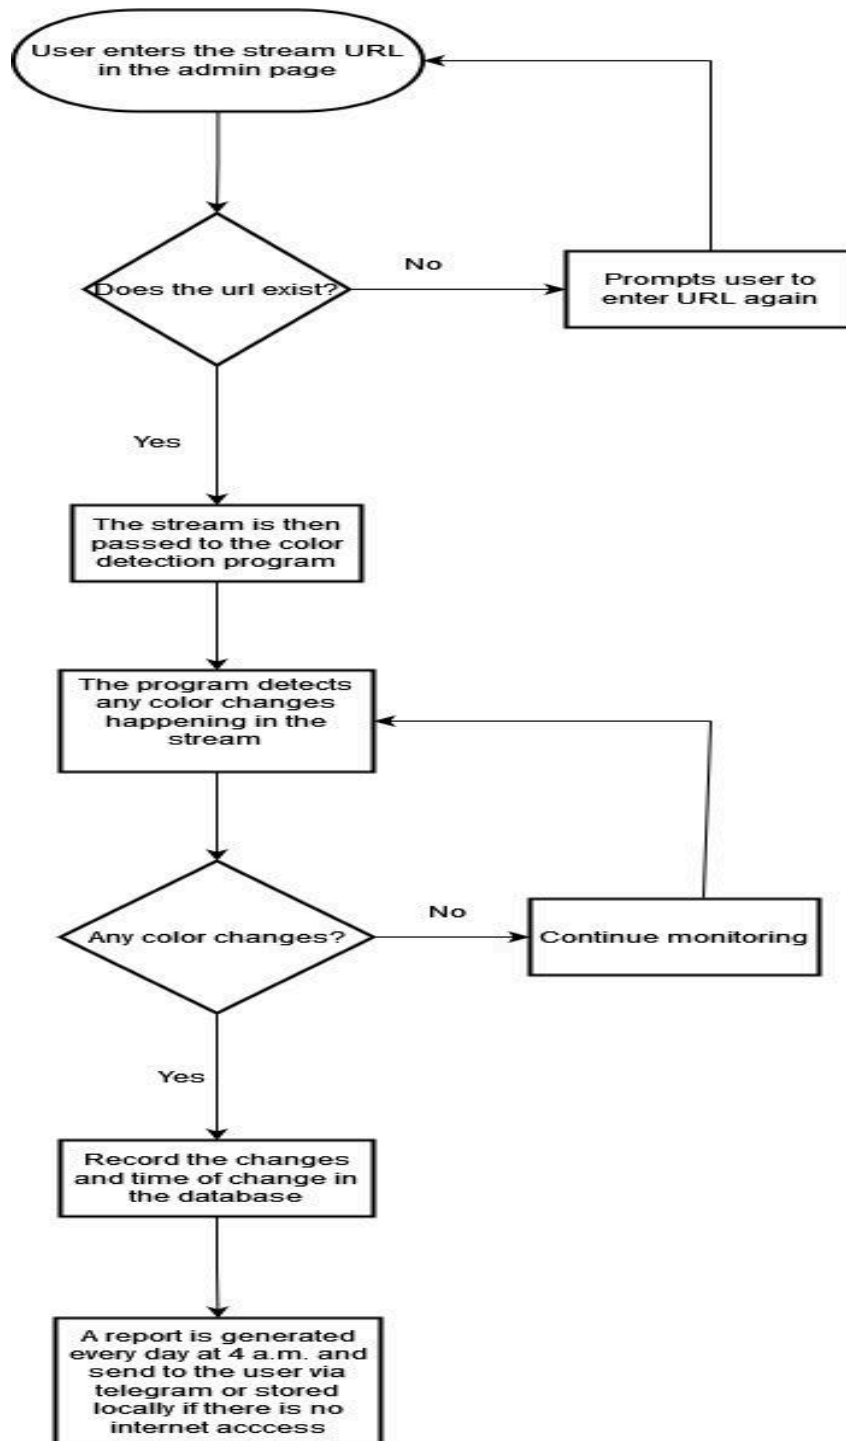 User enters the stream URL
in the admin page
Does the url exist?
No
Prompts user to
enter URL again
Yes
The stream is then
passed to the color
detection program
The program detects
any color changes
happening in the
stream
Any color changes?
No
Continue monitoring
Yes
Record the changes
and time of change in
the database
A report is generated
every day at 4 a.m. and
send to the user via
telegram or stored
locally if there is no
internet acccess